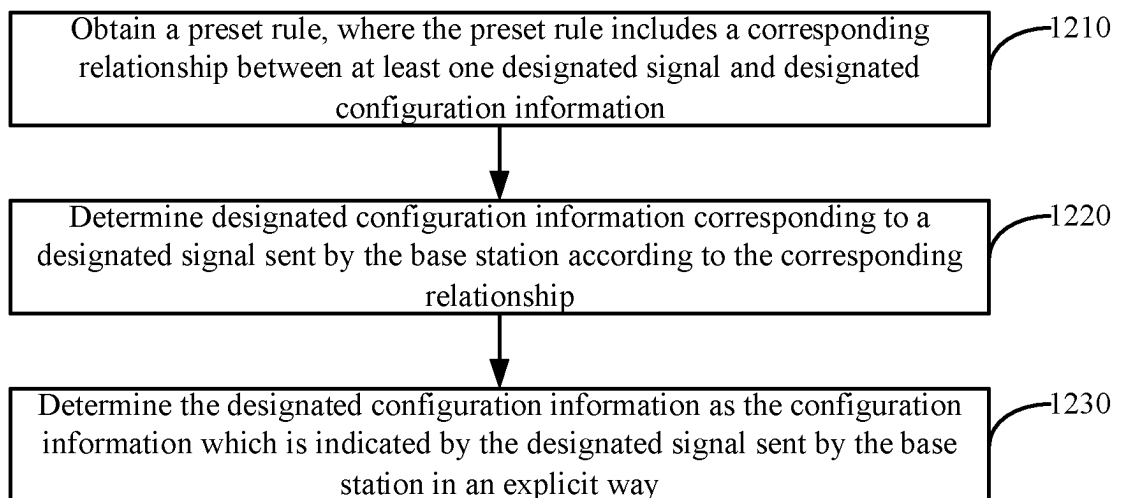 Obtain a preset rule, where the preset rule includes a corresponding
relationship between at least one designated signal and designated
configuration information
1210
Determine designated configuration information corresponding to a
designated signal sent by the base station according to the corresponding
relationship
1220
Determine the designated configuration information as the configuration
information which is indicated by the designated signal sent by the base
station in an explicit way
1230